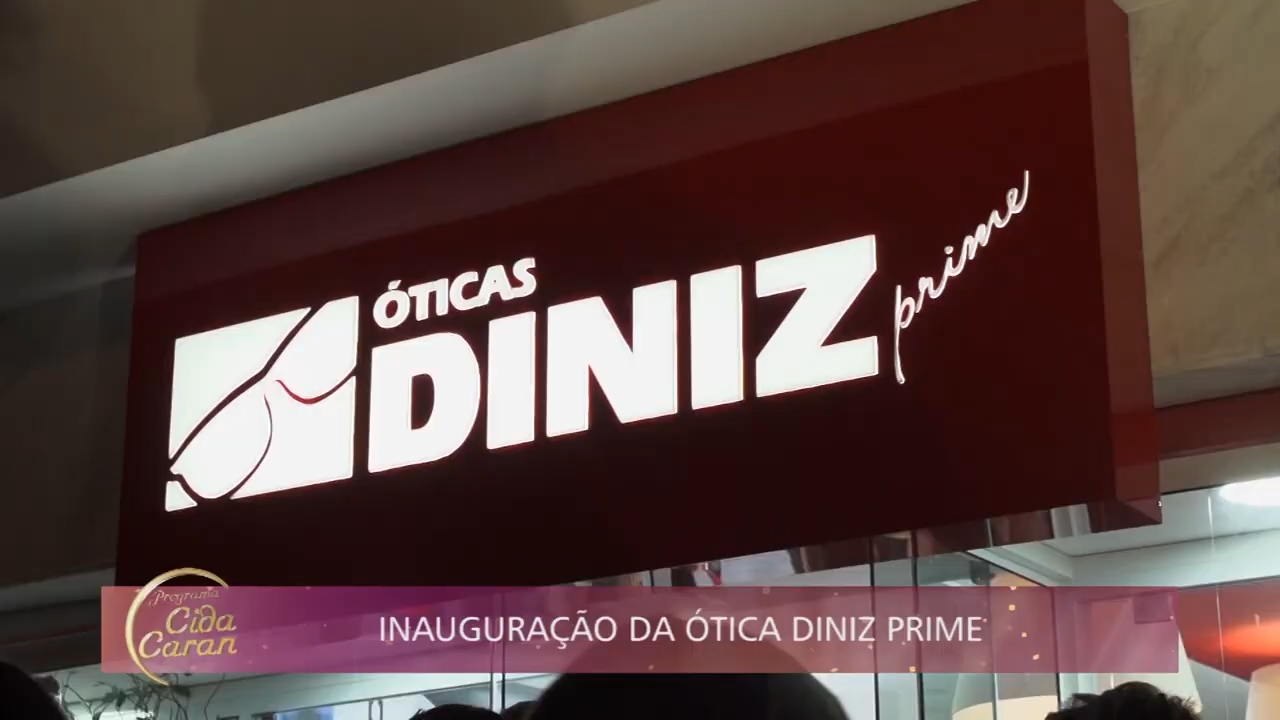 ÓTICAS
DINIZ prime
Programa
Cida
Caran
INAUGURAÇÃO DA ÓTICA DINIZ PRIME